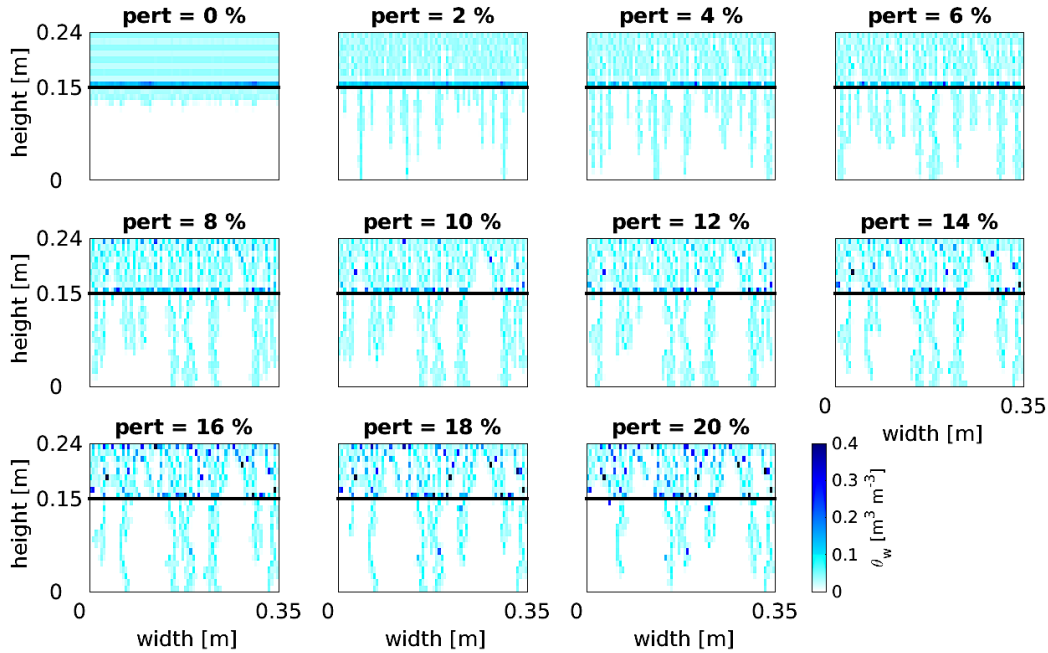 pert = 0 %
pert = 2 %
pert = 4 %
pert = 6 %
height [m]
0.24
0.15
0
pert = 8 %
pert = 10 %
pert = 12 %
pert = 14 %
height [m]
0.24
0.15
0
0
0.35
width [m]
pert = 16 %
pert = 18 %
pert = 20 %
height [m]
0.24
0.15
0
0
0.35
width [m]
0
0.35
width [m]
0
0.35
width [m]
0.4
0.3
0.2
0.1
0
θw [m3 m-3]